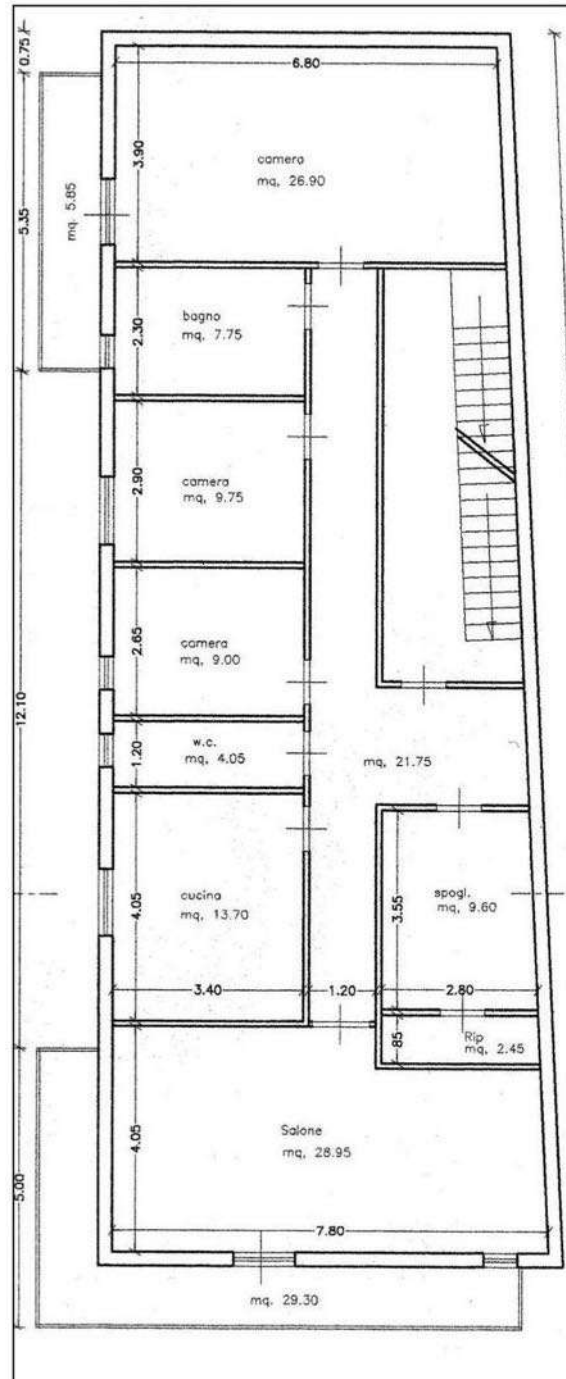 0.75
6.80
3.90
camera
mq, 26.90
mq. 5.85
5.35
2.30
bagno
mq, 7.75
2.90
camera
mq, 9.75
2.65
camera
mq, 9.00
12.10
1.20
w.c.
mq, 4.05
mq, 21.75
4.05
cucina
mq, 13.70
3.55
spogl.
mq, 9.60
3.40
1.20
2.80
.85
Rip
mq, 2.45
4.05
Salone
mq, 28.95
5.00
7.80
mq. 29.30